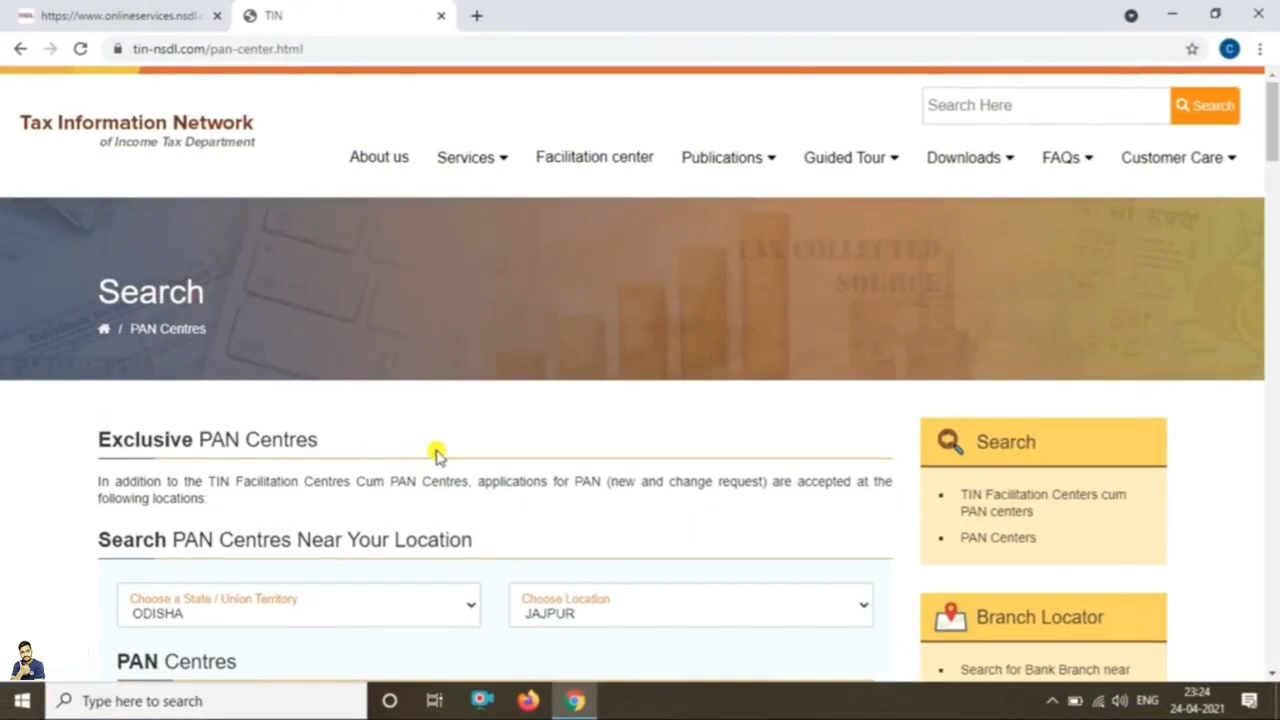 https://www.onlineservices.nsdl.
TIN
tin-nsdl.com/pan-center.html
C
Search Here
Search
Tax Information Network
of Income Tax Department
About us
Services
Facilitation center
Publications
Guided Tour
Downloads
FAQs
Customer Care
TAX COLLECTED
SOURCE
Search
/ PAN Centres
Exclusive PAN Centres
In addition to the TIN Facilitation Centres Cum PAN Centres, applications for PAN (new and change request) are accepted at the
following locations:
Search PAN Centres Near Your Location
Choose a State / Union Territory
ODISHA
Choose Location
JAJPUR
PAN Centres
Search
TIN Facilitation Centers cum
PAN centers
PAN Centers
Branch Locator
Search for Bank Branch near
Type here to search
ENG
23:24
24-04-2021